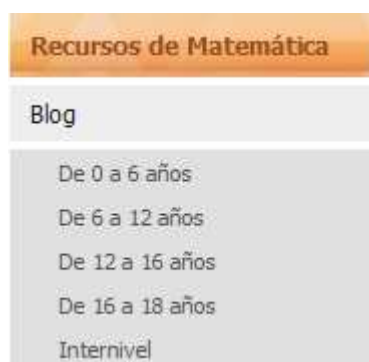 Recursos de Matemática
Blog
De 0 a 6 años
De 6 a 12 años
De 12 a 16 años
De 16 a 18 años
Internivel